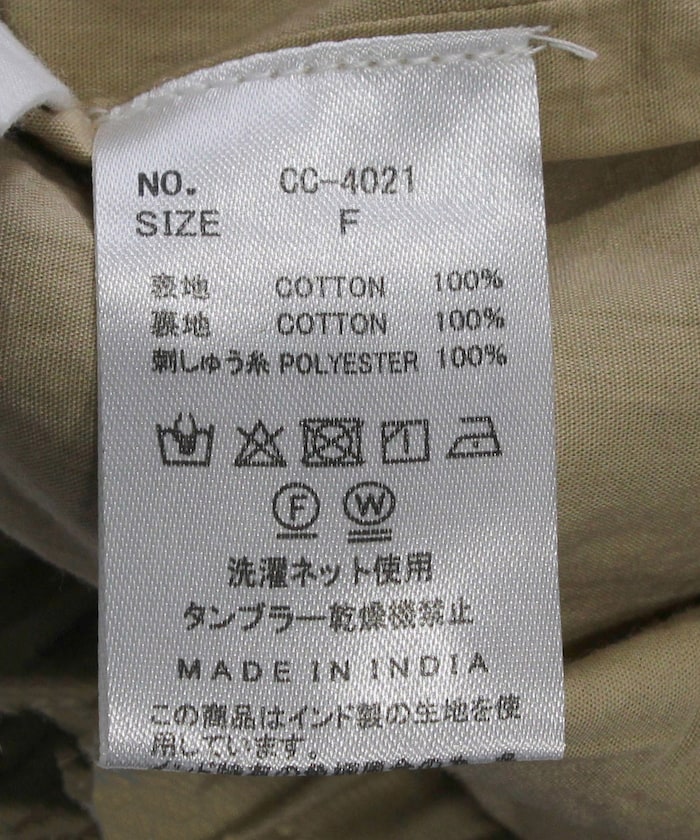 NO. CC-4021
SIZE F
表地 COTTON 100%
裏地 COTTON 100%
刺しゅう糸 POLYESTER 100%
F W
洗濯ネット使用
タンブラー乾燥機禁止
MADE IN INDIA
この商品はインド製の生地を使
用しています。